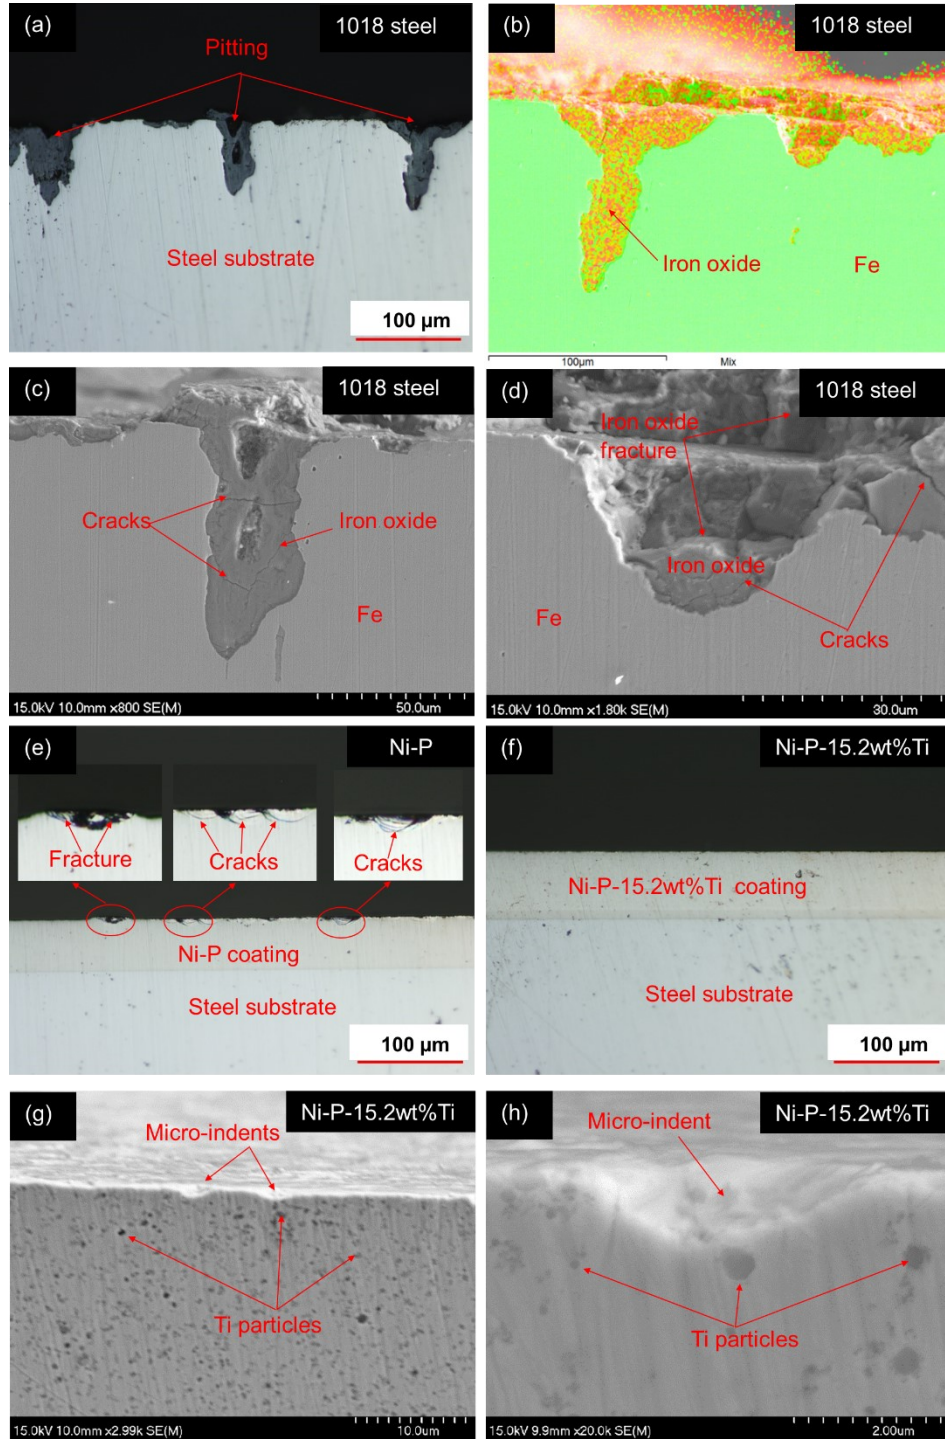 (a)
1018 steel
Pitting
Steel substrate
100 µm
(b)
1018 steel
Iron oxide
Fe
100µm
Mix
(c)
1018 steel
Cracks
Iron oxide
Fe
15.0kV 10.0mm x800 SE(M)
50.0um
(d)
1018 steel
Iron oxide
fracture
Iron oxide
Fe
Cracks
15.0kV 10.0mm x1.80k SE(M)
30.0um
(e)
Ni-P
Fracture
Cracks
Cracks
Ni-P coating
Steel substrate
100 µm
(f)
Ni-P-15.2wt%Ti
Ni-P-15.2wt%Ti coating
Steel substrate
100 µm
(g)
Ni-P-15.2wt%Ti
Micro-indents
Ti particles
15.0kV 10.0mm x2.99k SE(M)
10.0um
(h)
Ni-P-15.2wt%Ti
Micro-indent
Ti particles
15.0kV 9.9mm x20.0k SE(M)
2.00um